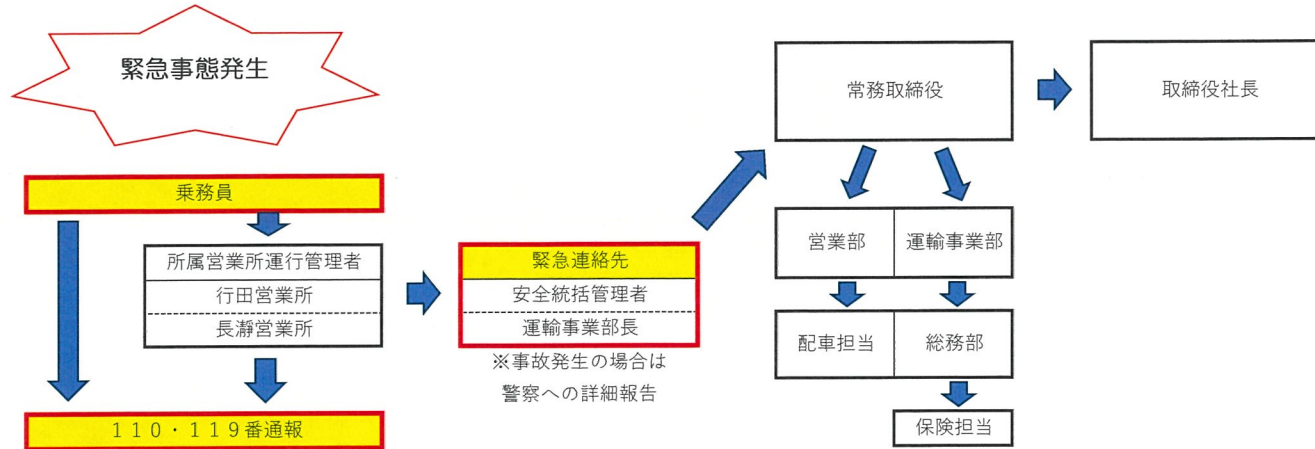 緊急事態発生
乗務員
所属営業所運行管理者
行田営業所
長瀞営業所
110・119番通報
緊急連絡先
安全統括管理者
運輸事業部長
※事故発生の場合は
警察への詳細報告
常務取締役
取締役社長
営業部
運輸事業部
配車担当
総務部
保険担当